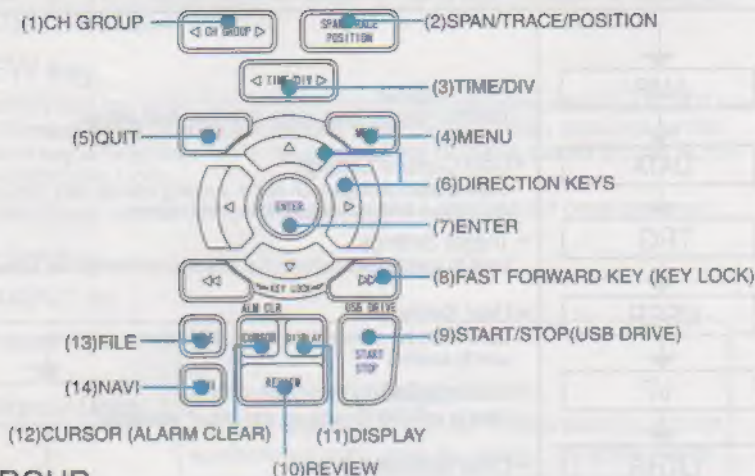 (1)CH GROUP
◁ CH GROUP ▷
SPAN/TRACE
POSITION
(2)SPAN/TRACE/POSITION
◁ TIME/DIV ▷
(3)TIME/DIV
(5)QUIT
(4)MENU
(6)DIRECTION KEYS
ENTER
(7)ENTER
KEY LOCK
(8)FAST FORWARD KEY (KEY LOCK)
ALM CLR
USB DRIVE
(13)FILE
CURSOR
DISPLAY
START
STOP
(9)START/STOP(USB DRIVE)
(14)NAVI
REVIEW
(12)CURSOR (ALARM CLEAR)
(11)DISPLAY
(10)REVIEW